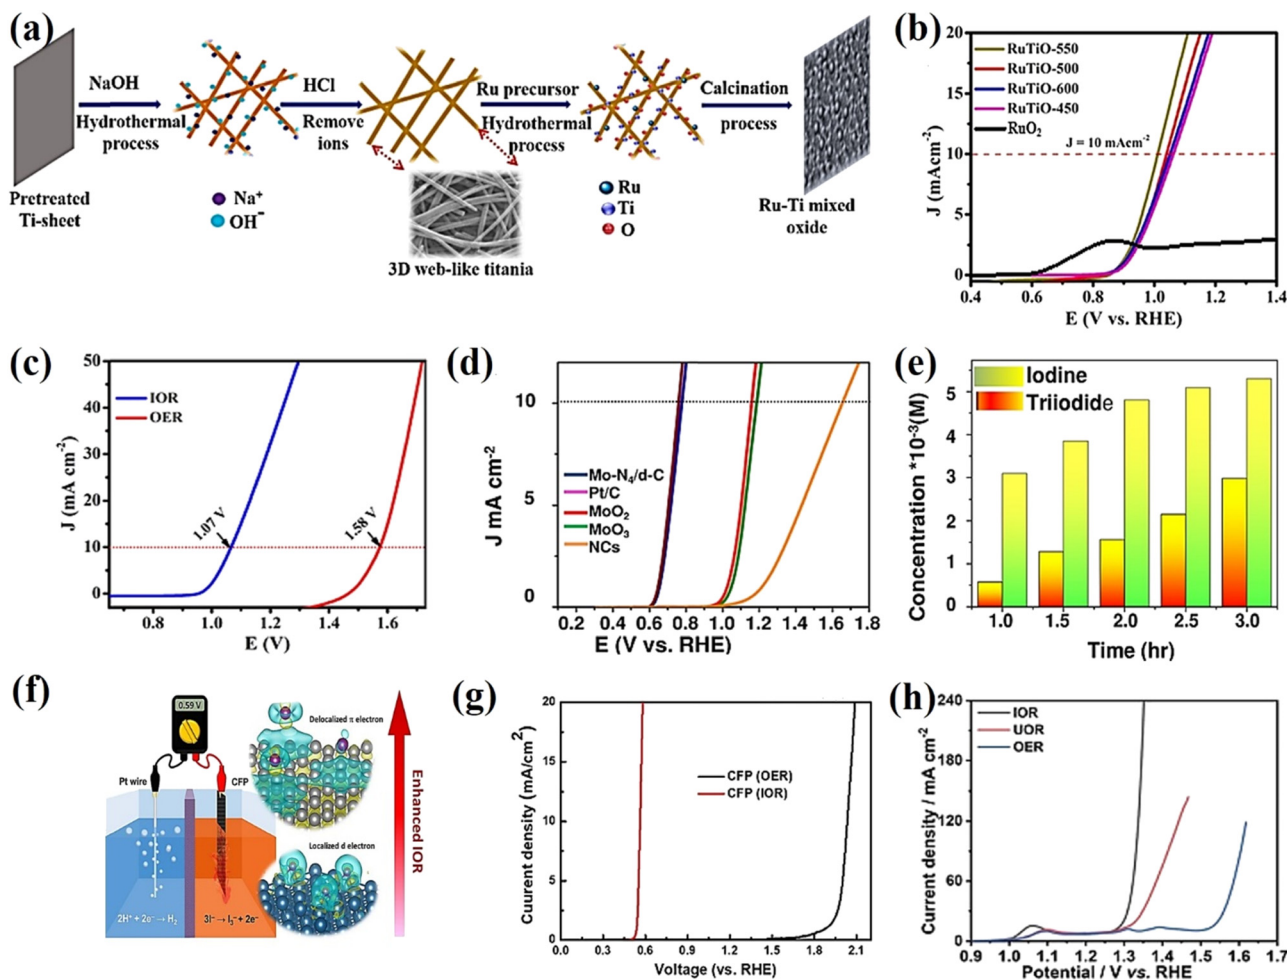 (a)
NaOH
Hydrothermal
process
HCl
Remove
ions
Ru precursor
Hydrothermal
process
Calcination
process
Pretreated
Ti-sheet
Na⁺
OH⁻
3D web-like titania
Ru
Ti
O
Ru-Ti mixed
oxide
(b)
RuTiO-550
RuTiO-500
RuTiO-600
RuTiO-450
RuO₂
J = 10 mAcm⁻²
20
15
10
5
0
J (mAcm⁻²)
0.4 0.6 0.8 1.0 1.2 1.4
E (V vs. RHE)
(c)
IOR
OER
1.07 V
1.58 V
50
40
30
20
10
0
J (mA cm⁻²)
0.8 1.0 1.2 1.4 1.6
E (V)
(d)
Mo-N₄/d-C
Pt/C
MoO₂
MoO₃
NCs
10
5
0
J mA cm⁻²
0.2 0.4 0.6 0.8 1.0 1.2 1.4 1.6 1.8
E (V vs. RHE)
(e)
Iodine
Triiodide
5
4
3
2
1
0
Concentration *10⁻³(M)
1.0 1.5 2.0 2.5 3.0
Time (hr)
(f)
0.59 V
Pt wire
CFP
2H⁺ + 2e⁻ → H₂
3I⁻ → I₃⁻ + 2e⁻
Delocalized π electron
Localized d electron
Enhanced IOR
(g)
CFP (OER)
CFP (IOR)
20
15
10
5
0
Cuurent density (mA/cm²)
0.0 0.3 0.6 0.9 1.2 1.5 1.8 2.1
Voltage (vs. RHE)
(h)
IOR
UOR
OER
240
180
120
60
0
Current density / mA cm⁻²
0.9 1.0 1.1 1.2 1.3 1.4 1.5 1.6 1.7
Potential / V vs. RHE